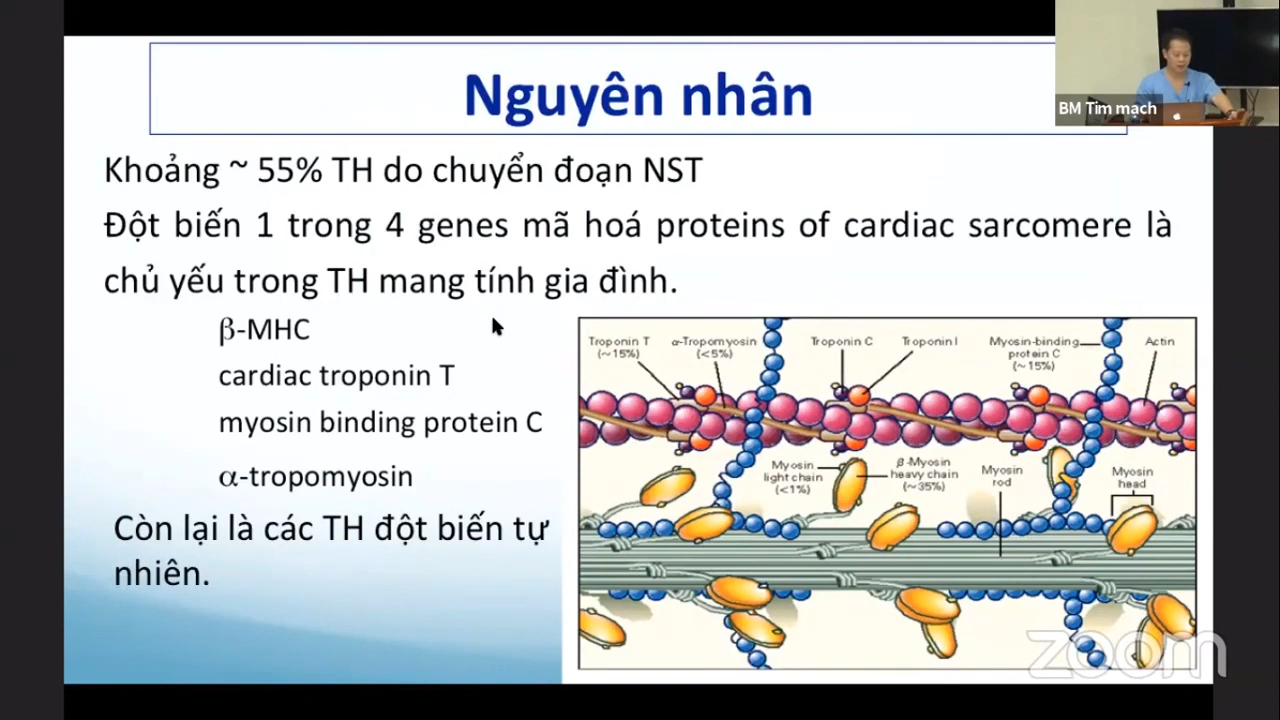 Nguyên nhân
BM Tim mạch
Khoảng ~ 55% TH do chuyển đoạn NST
Đột biến 1 trong 4 genes mã hoá proteins of cardiac sarcomere là
chủ yếu trong TH mang tính gia đình.
β-MHC
cardiac troponin T
myosin binding protein C
α-tropomyosin
Còn lại là các TH đột biến tự
nhiên.
Troponin T
(~15%)
α-Tropomyosin
(<5%)
Troponin C
Troponin I
Myosin-binding
protein C
(~15%)
Actin
Myosin
light chain
(<1%)
β-Myosin
heavy chain
(~35%)
Myosin
rod
Myosin
head
zoom